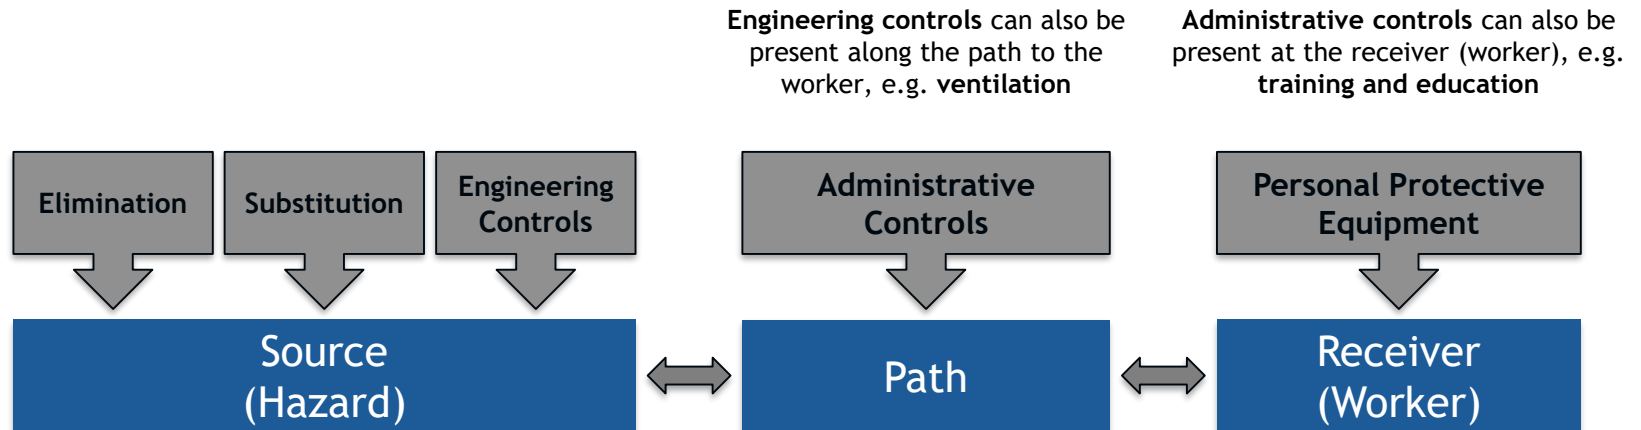 Engineering controls can also be
present along the path to the
worker, e.g. ventilation
Administrative controls can also be
present at the receiver (worker), e.g.
training and education
Elimination
Substitution
Engineering
Controls
Administrative
Controls
Personal Protective
Equipment
Source
(Hazard)
Path
Receiver
(Worker)